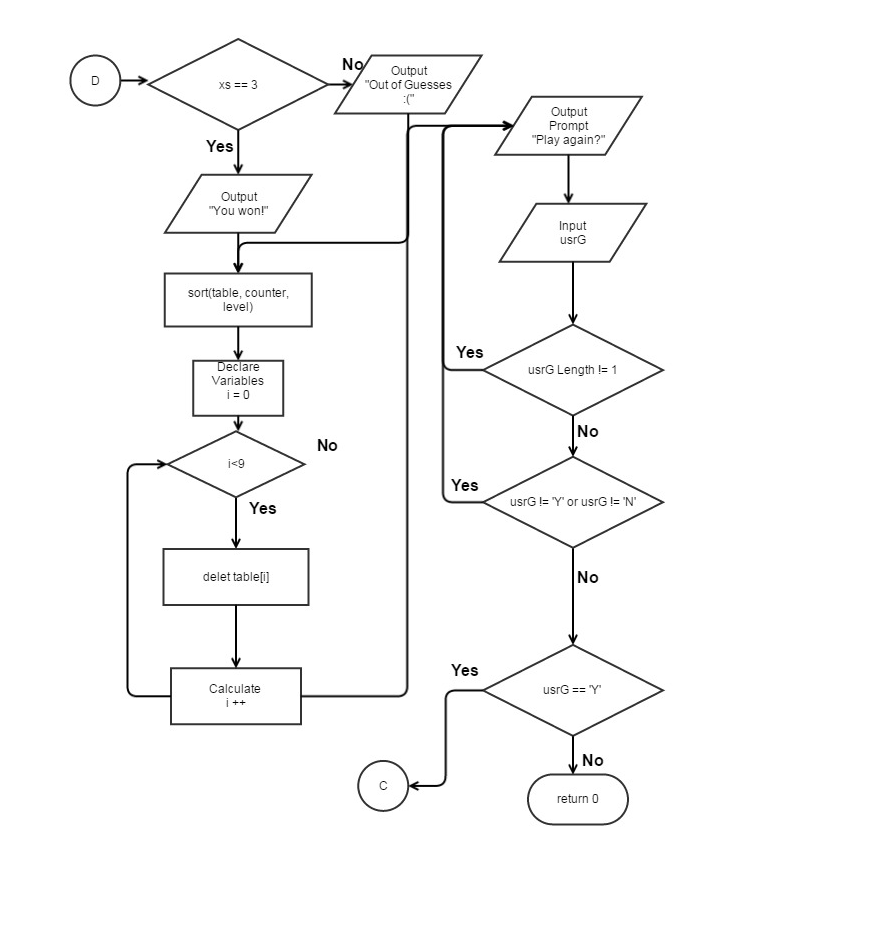 D
xs == 3
No
Output
"Out of Guesses
:("
Yes
Output
"You won!"
sort(table, counter,
level)
Declare
Variables
i = 0
i<9
No
Yes
delet table[i]
Calculate
i ++
Output
Prompt
"Play again?"
Input
usrG
usrG Length != 1
Yes
No
usrG != 'Y' or usrG != 'N'
Yes
No
usrG == 'Y'
Yes
No
C
return 0